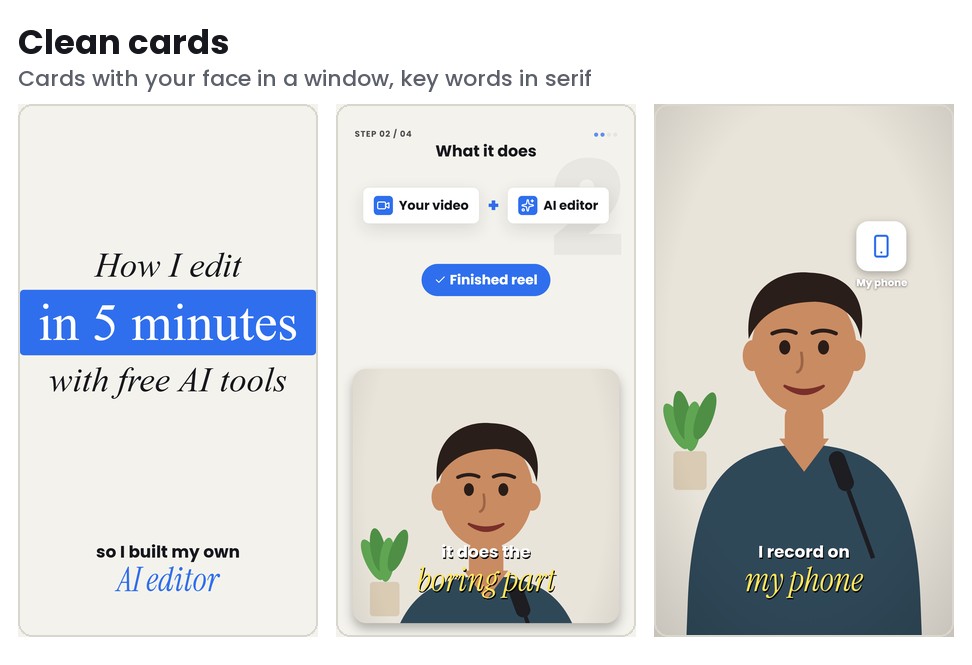 Clean cards
Cards with your face in a window, key words in serif
How I edit
in 5 minutes
with free AI tools
so I built my own
AI editor
STEP 02 / 04
What it does
2
Your video + AI editor
✓ Finished reel
it does the
boring part
My phone
I record on
my phone